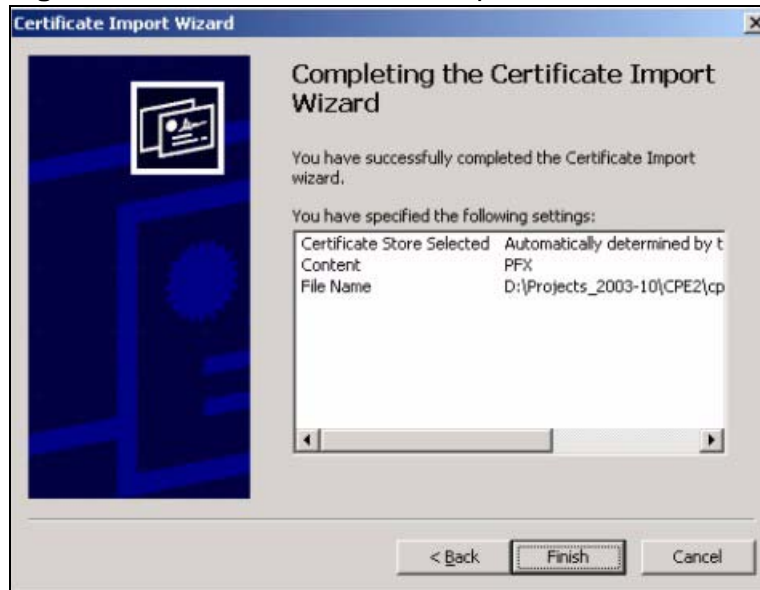 Certificate Import Wizard
Completing the Certificate Import
Wizard
You have successfully completed the Certificate Import
wizard.
You have specified the following settings:
Certificate Store Selected Automatically determined by t
Content PFX
File Name D:\Projects_2003-10\CPE2\cp
< Back Finish Cancel